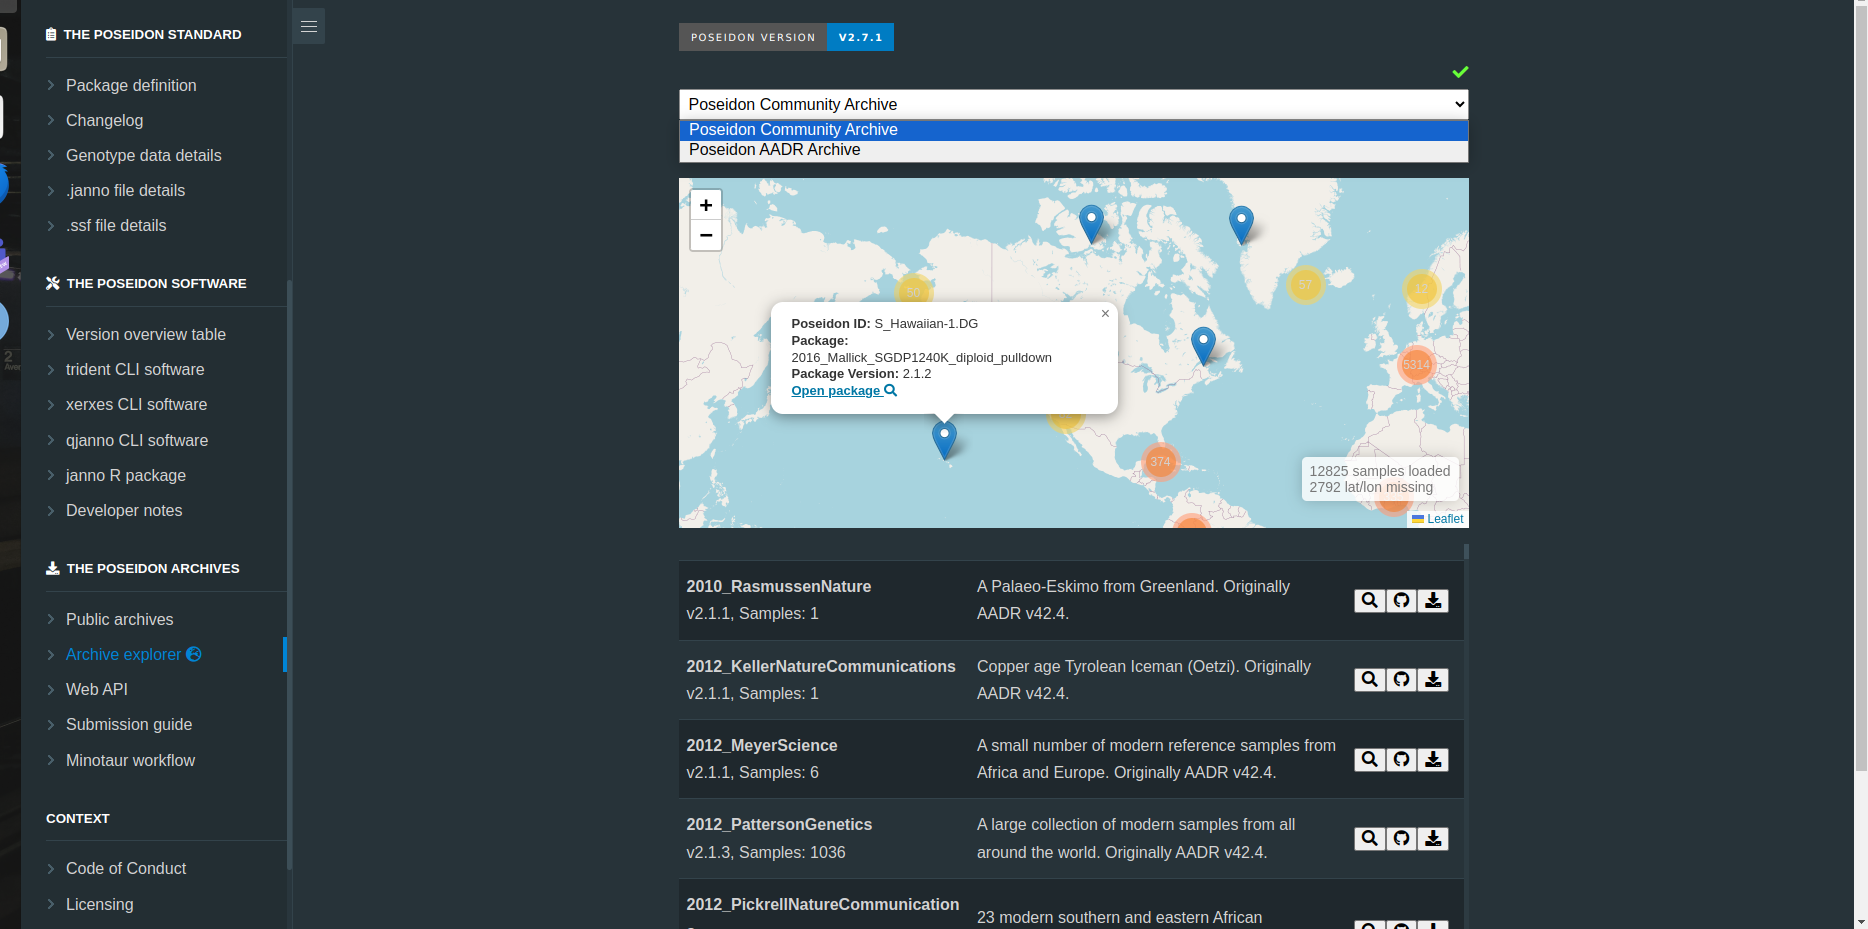 THE POSEIDON STANDARD
Package definition
Changelog
Genotype data details
.janno file details
.ssf file details
THE POSEIDON SOFTWARE
Version overview table
trident CLI software
xerxes CLI software
qjanno CLI software
janno R package
Developer notes
THE POSEIDON ARCHIVES
Public archives
Archive explorer
Web API
Submission guide
Minotaur workflow
CONTEXT
Code of Conduct
Licensing
POSEIDON VERSION V2.7.1
Poseidon Community Archive
Poseidon Community Archive
Poseidon AADR Archive
+
−
50
57
12
5314
374
Poseidon ID: S_Hawaiian-1.DG
Package:
2016_Mallick_SGDP1240K_diploid_pulldown
Package Version: 2.1.2
Open package
×
12825 samples loaded
2792 lat/lon missing
Leaflet
2010_RasmussenNature
v2.1.1, Samples: 1
A Palaeo-Eskimo from Greenland. Originally
AADR v42.4.
2012_KellerNatureCommunications
v2.1.1, Samples: 1
Copper age Tyrolean Iceman (Oetzi). Originally
AADR v42.4.
2012_MeyerScience
v2.1.1, Samples: 6
A small number of modern reference samples from
Africa and Europe. Originally AADR v42.4.
2012_PattersonGenetics
v2.1.3, Samples: 1036
A large collection of modern samples from all
around the world. Originally AADR v42.4.
2012_PickrellNatureCommunication
23 modern southern and eastern African